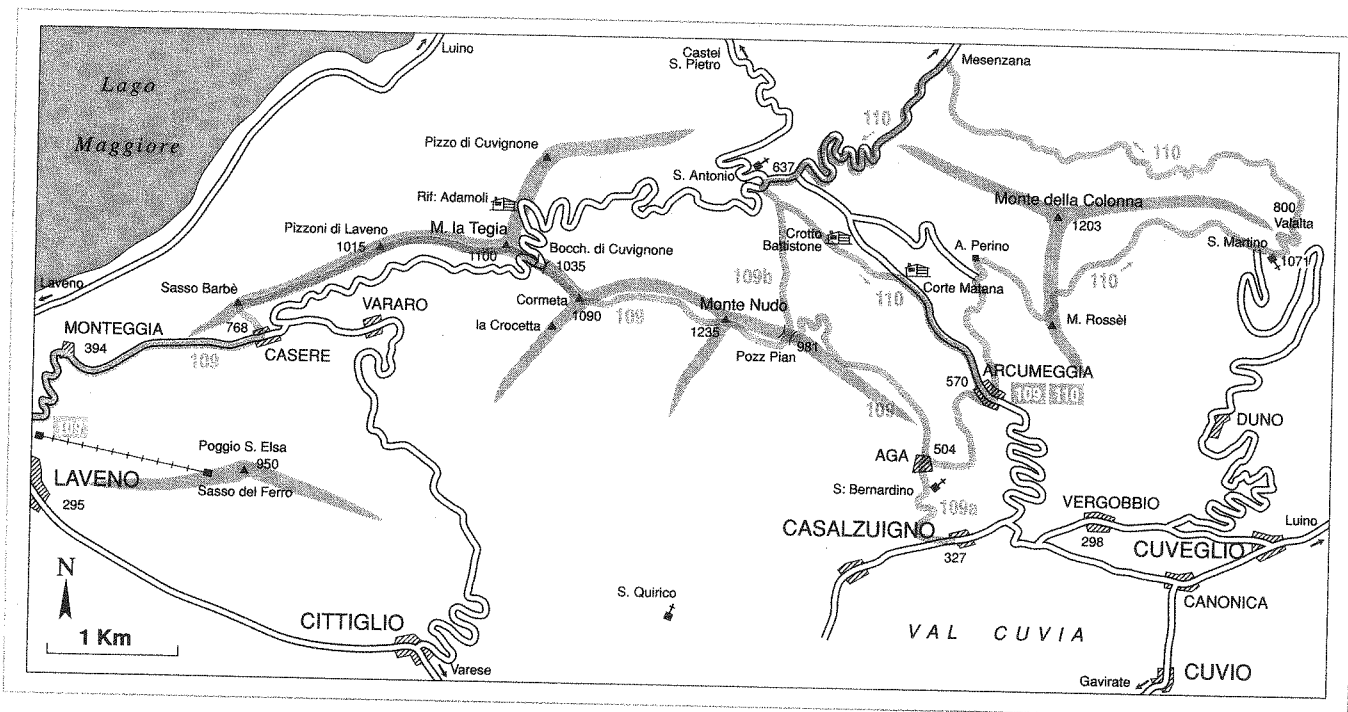 Luino
Castel
S. Pietro
Mesenzana
Lago
Maggiore
110
110
Pizzo di Cuvignone
S. Antonio
637
Rif: Adamoli
Monte della Colonna
1203
800
Valalta
M. la Tegia
1100
Pizzoni di Laveno
1015
Bocch. di Cuvignone
1035
Crotto
Battistone
A. Perino
S. Martino
1071
109b
110
Corte Matana
110
Laveno
Sasso Barbè
768
VARARO
Cormeta
1090
109
Monte Nudo
1235
la Crocetta
M. Rossèl
MONTEGGIA
394
CASERE
109
Pozz Pian
981
570
ARCUMEGGIA
109
110
109
109
DUNO
Poggio S. Elsa
950
Sasso del Ferro
AGA
504
LAVENO
295
S: Bernardino
109a
VERGOBBIO
298
Luino
CASALZUIGNO
327
CUVEGLIO
N
1 Km
S. Quirico
CANONICA
CITTIGLIO
VAL CUVIA
Varese
Gavirate
CUVIO